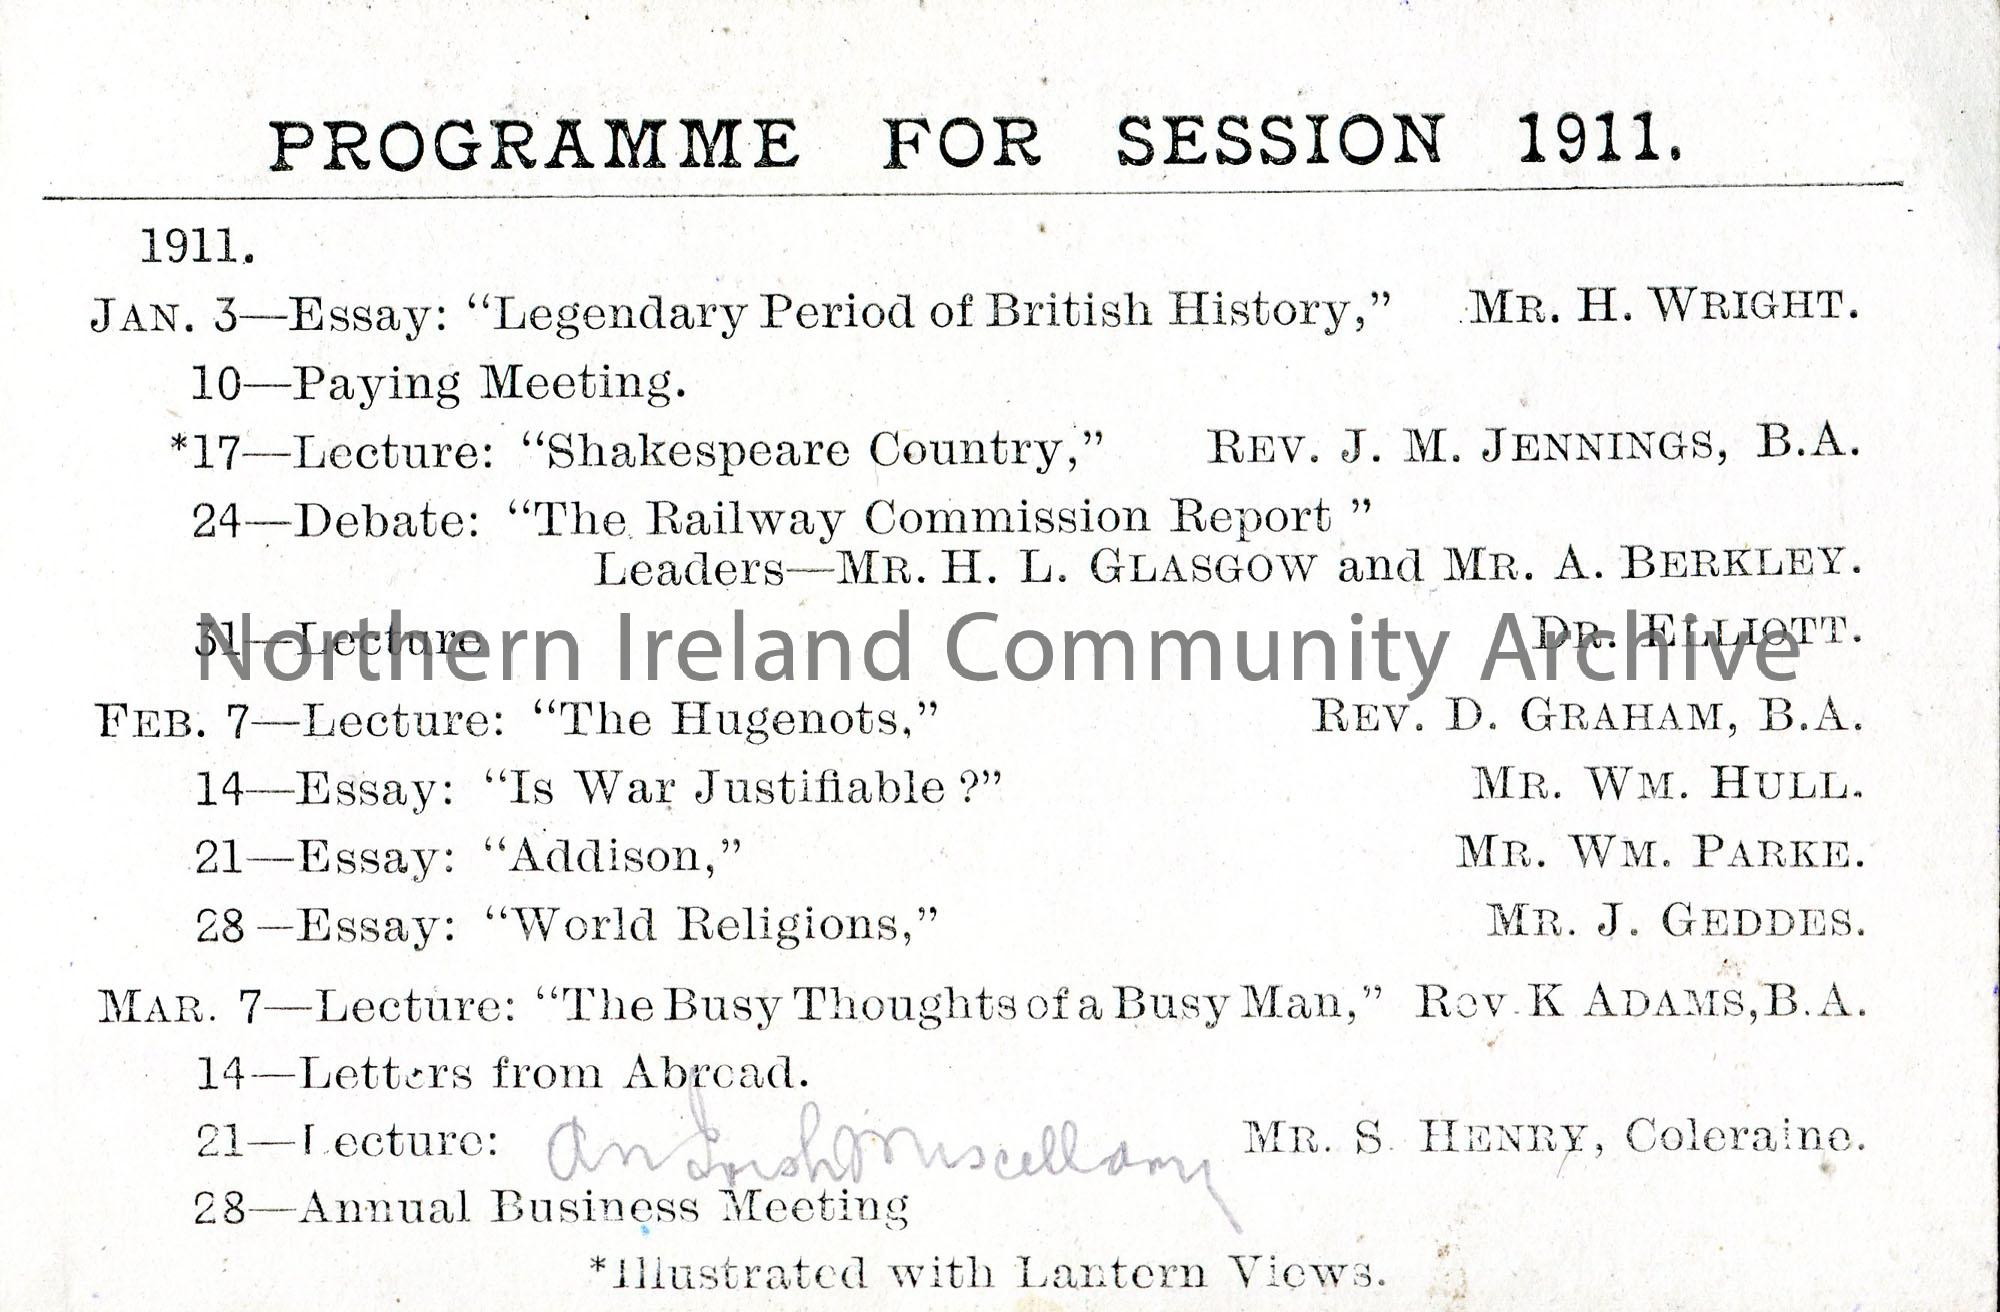 PROGRAMME FOR SESSION 1911.
1911.
JAN. 3—Essay: “Legendary Period of British History,” MR. H. WRIGHT.
10—Paying Meeting.
*17—Lecture: “Shakespeare Country,” REV. J. M. JENNINGS, B.A.
24—Debate: “The Railway Commission Report ”
Leaders—MR. H. L. GLASGOW and MR. A. BERKLEY.
31—Lecture DR. ELLIOTT.
Northern Ireland Community Archive
FEB. 7—Lecture: “The Hugenots,” REV. D. GRAHAM, B.A.
14—Essay: “Is War Justifiable ?” MR. WM. HULL.
21—Essay: “Addison,” MR. WM. PARKE.
28—Essay: “World Religions,” MR. J. GEDDES.
MAR. 7—Lecture: “The Busy Thoughts of a Busy Man,” Rev. K ADAMS, B.A.
14—Letters from Abroad.
21—Lecture: An Irish Miscellany MR. S. HENRY, Coleraine.
28—Annual Business Meeting
*Illustrated with Lantern Views.